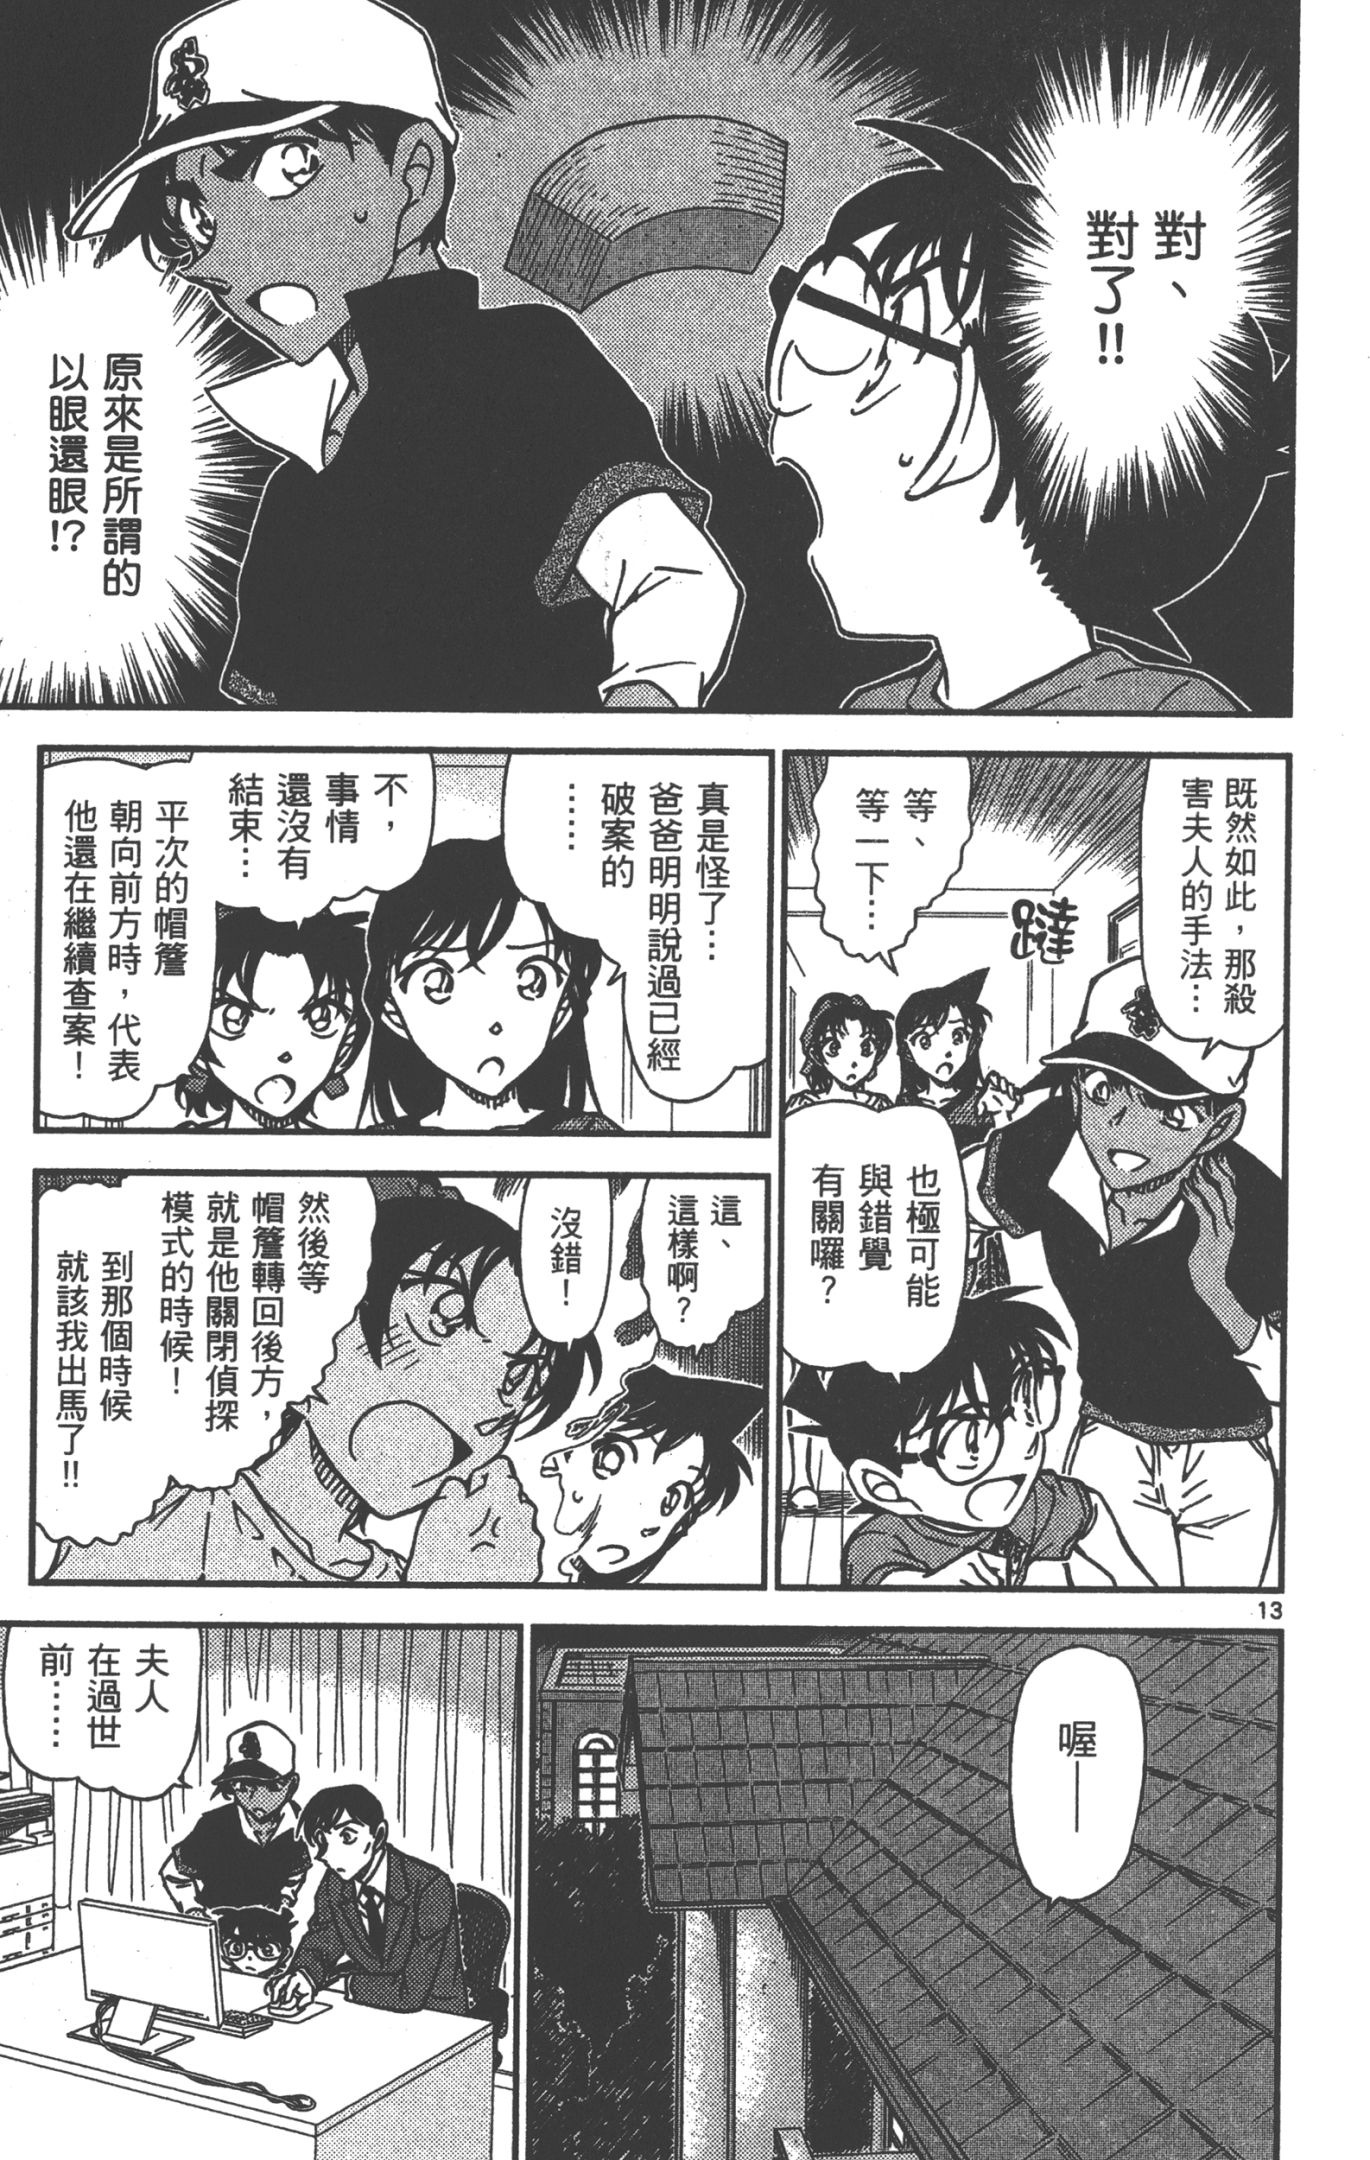 對、
對了!!
原來是所謂的
以眼還眼!?
既然如此，那殺
害夫人的手法…
躂
等、
等一下…
也極可能
與錯覺
有關囉？
真是怪了…
爸爸明明說過已經
破案的
……
不，
事情
還沒有
結束…
平次的帽簷
朝向前方時，代表
他還在繼續查案！
這、
這樣啊？
沒錯！
然後等
帽簷轉回後方，
就是他關閉偵探
模式的時候！
到那個時候
就該我出馬了!!
13
喔——
夫人
在過世
前……